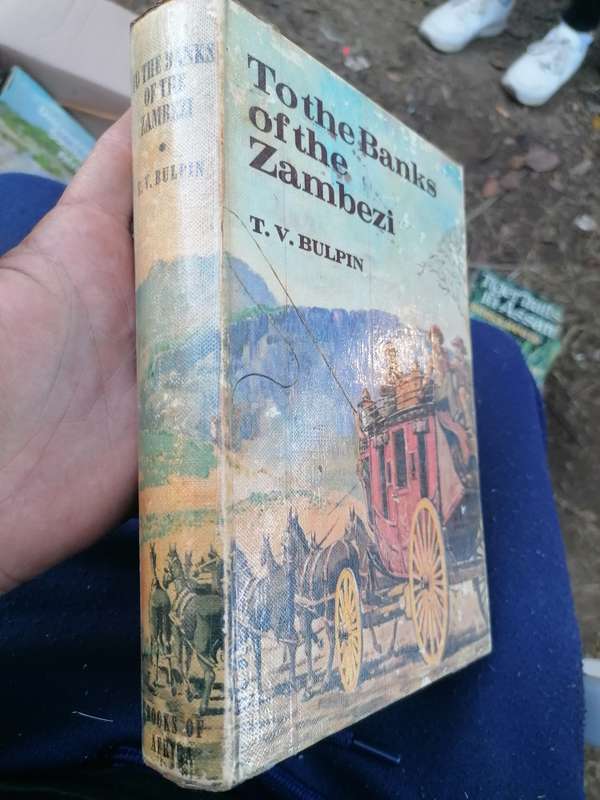 TO THE BANKS
OF THE
ZAMBEZI
T. V. BULPIN
BOOKS OF
AFRICA
To the Banks
of the
Zambezi
T. V. BULPIN